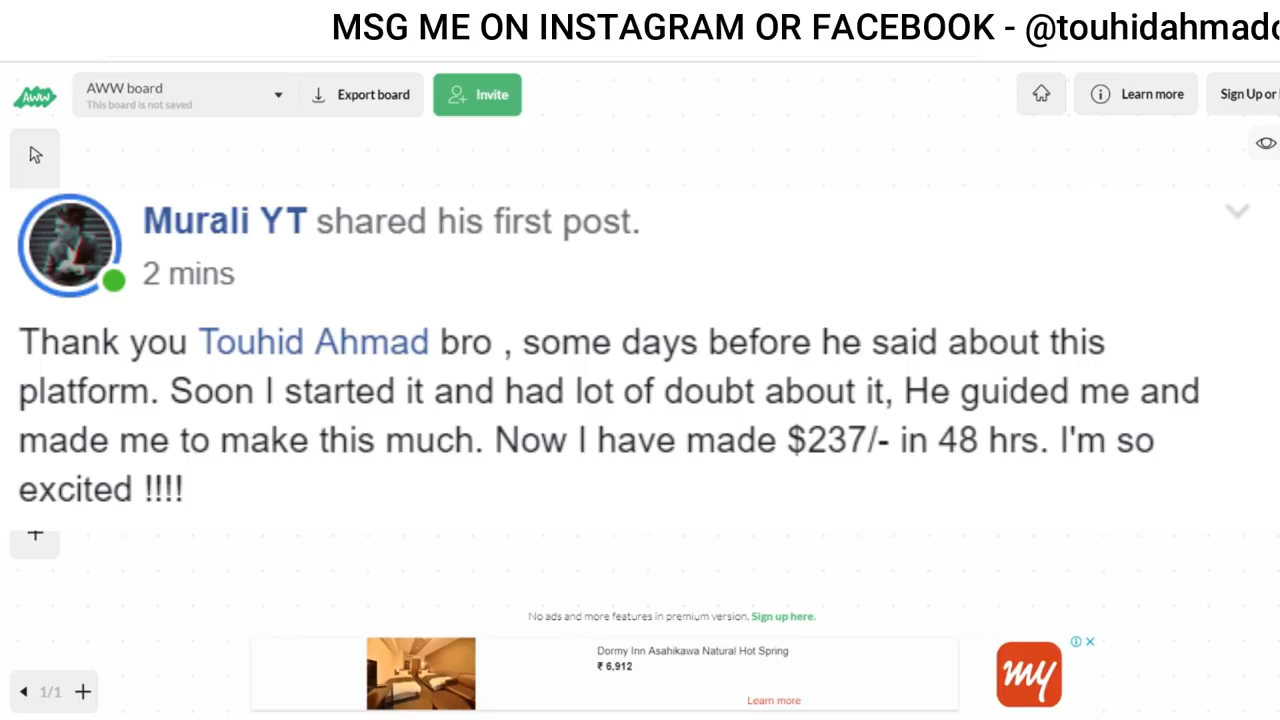 MSG ME ON INSTAGRAM OR FACEBOOK -
AWW
AWW board
This board is not saved
Export board
Invite
Learn more
Sign Up or
Murali YT shared his first post.
2 mins
Thank you Touhid Ahmad bro , some days before he said about this
platform. Soon I started it and had lot of doubt about it, He guided me and
made me to make this much. Now I have made $237/- in 48 hrs. I'm so
excited !!!!
No ads and more features in premium version. Sign up here.
Dormy Inn Asahikawa Natural Hot Spring
₹ 6,912
Learn more
my
1/1